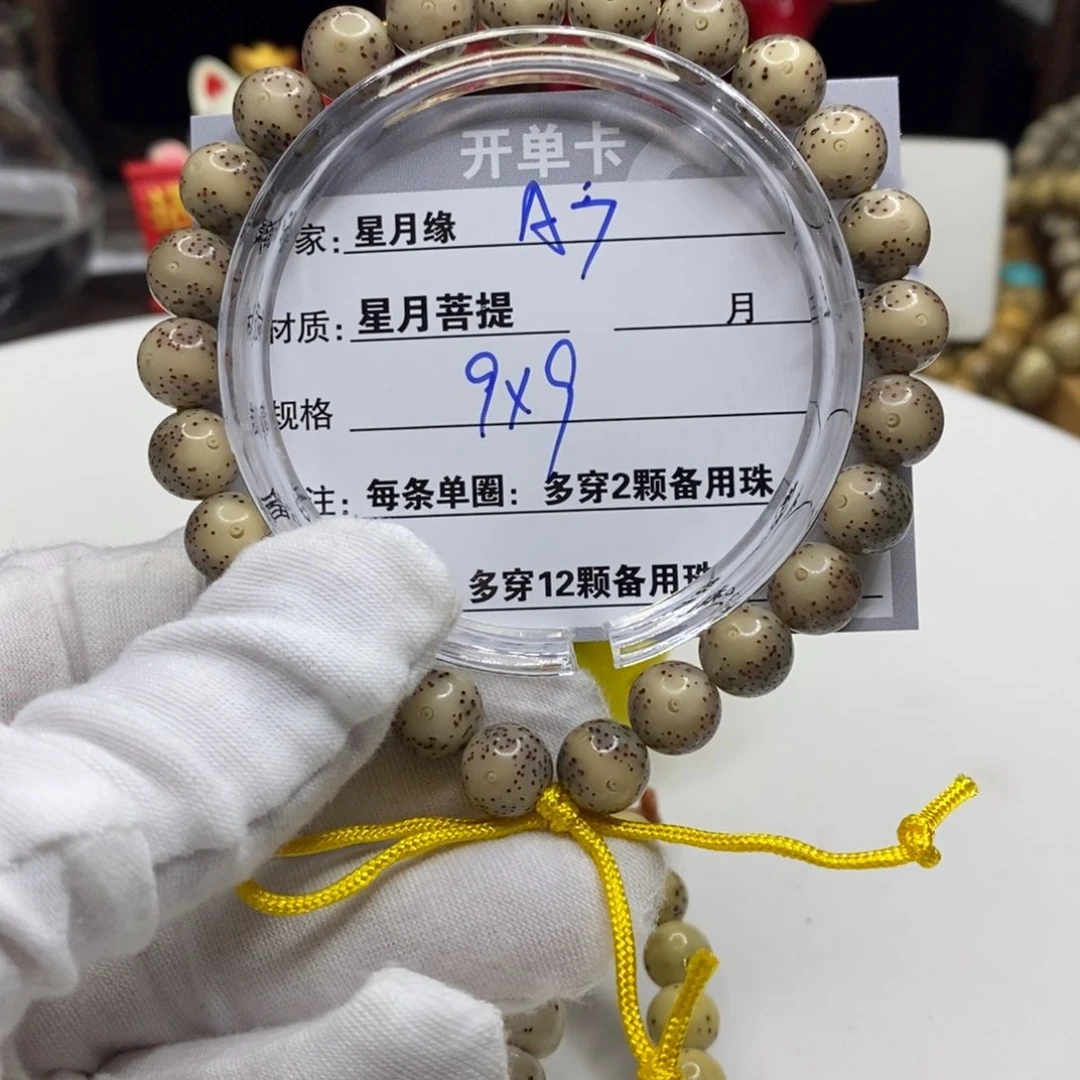 开单卡
家：星月缘 A7
材质：星月菩提 月
规格 9x9
注：每条单圈：多穿2颗备用珠
多穿12颗备用珠